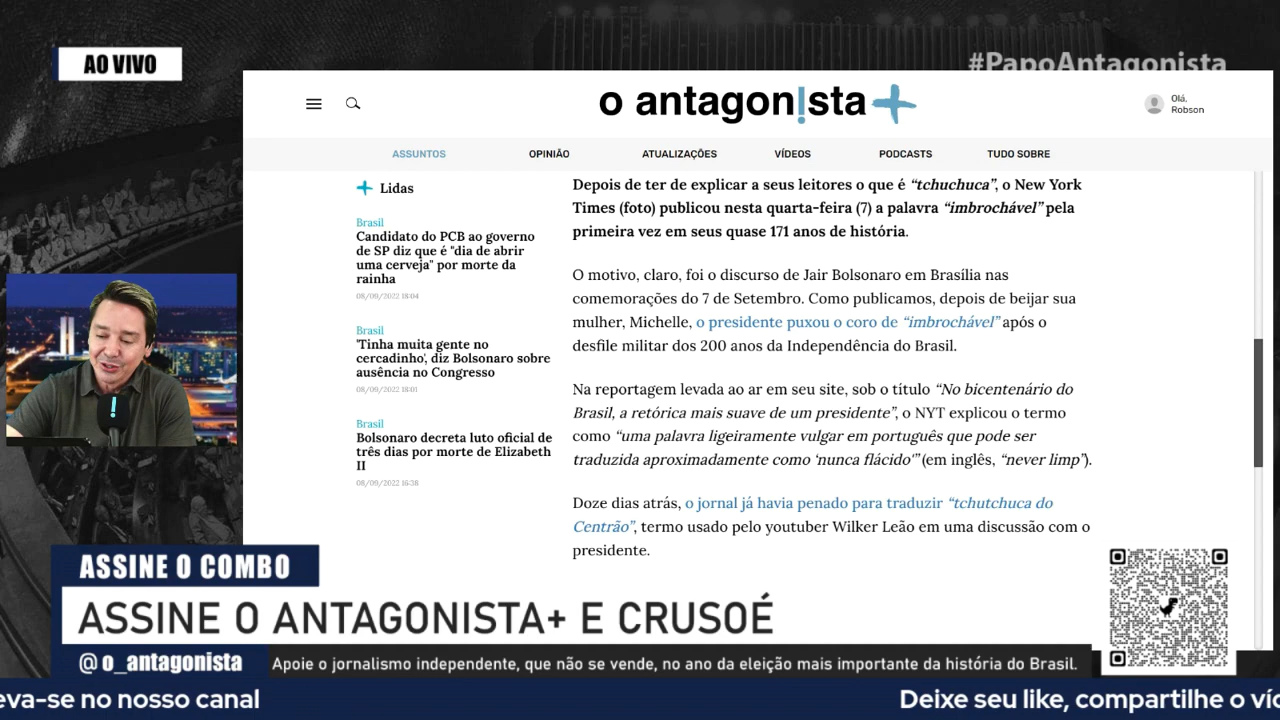 AO VIVO
#PapoAntagonista
o antagon!sta+
Olá,
Robson
ASSUNTOS OPINIÃO ATUALIZAÇÕES VÍDEOS PODCASTS TUDO SOBRE
Lidas
Brasil
Candidato do PCB ao governo
de SP diz que é "dia de abrir
uma cerveja" por morte da
rainha
08/09/2022 18:04
Brasil
'Tinha muita gente no
cercadinho', diz Bolsonaro sobre
ausência no Congresso
08/09/2022 18:01
Brasil
Bolsonaro decreta luto oficial de
três dias por morte de Elizabeth
II
08/09/2022 16:38
Depois de ter de explicar a seus leitores o que é “tchuchuca”, o New York
Times (foto) publicou nesta quarta-feira (7) a palavra “imbrochável” pela
primeira vez em seus quase 171 anos de história.
O motivo, claro, foi o discurso de Jair Bolsonaro em Brasília nas
comemorações do 7 de Setembro. Como publicamos, depois de beijar sua
mulher, Michelle, o presidente puxou o coro de “imbrochável” após o
desfile militar dos 200 anos da Independência do Brasil.
Na reportagem levada ao ar em seu site, sob o título “No bicentenário do
Brasil, a retórica mais suave de um presidente”, o NYT explicou o termo
como “uma palavra ligeiramente vulgar em português que pode ser
traduzida aproximadamente como ‘nunca flácido’” (em inglês, “never limp”).
Doze dias atrás, o jornal já havia penado para traduzir “tchutchuca do
Centrão”, termo usado pelo youtuber Wilker Leão em uma discussão com o
presidente.
ASSINE O COMBO
ASSINE O ANTAGONISTA+ E CRUSOÉ
@o_antagonista
Apoie o jornalismo independente, que não se vende, no ano da eleição mais importante da história do Brasil.
eva-se no nosso canal
Deixe seu like, compartilhe o víd